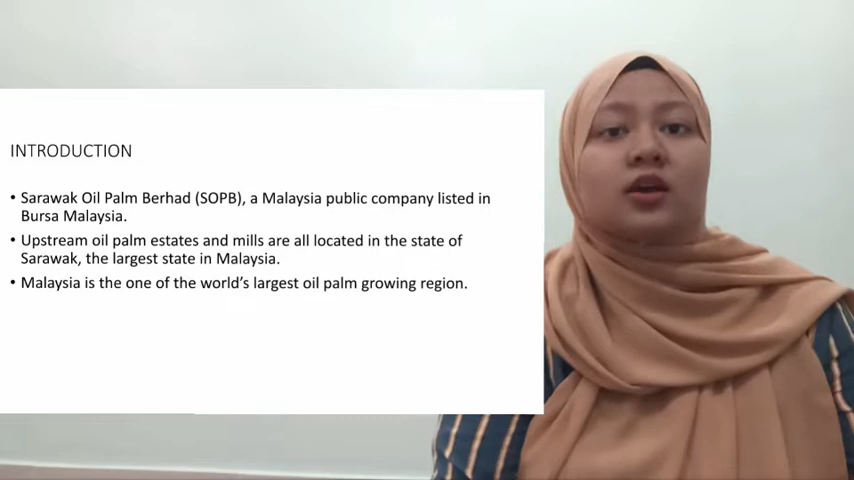 INTRODUCTION
• Sarawak Oil Palm Berhad (SOPB), a Malaysia public company listed in
Bursa Malaysia.
• Upstream oil palm estates and mills are all located in the state of
Sarawak, the largest state in Malaysia.
• Malaysia is the one of the world's largest oil palm growing region.